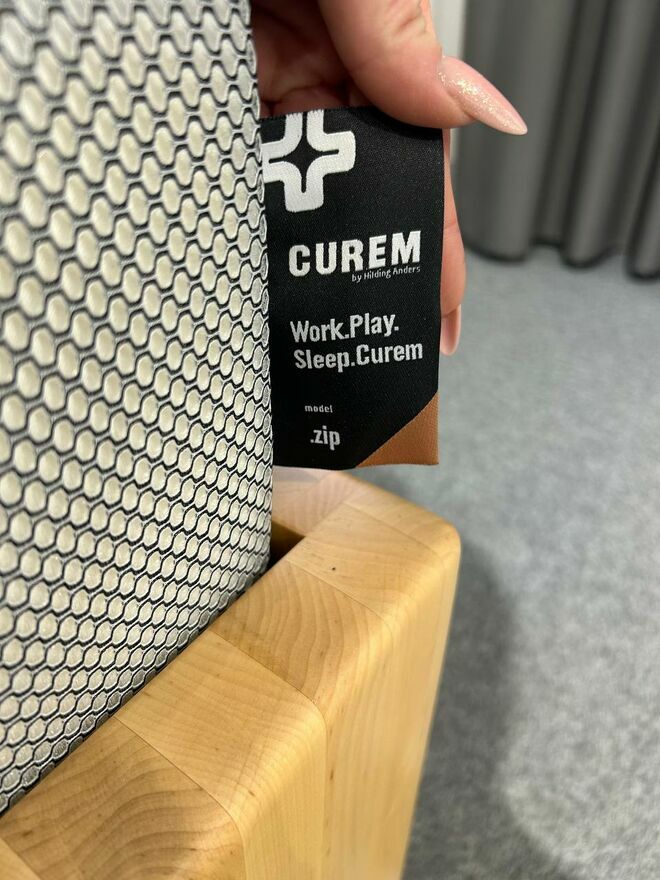 CUREM
by Hilding Anders
Work.Play.
Sleep.Curem
model
.zip